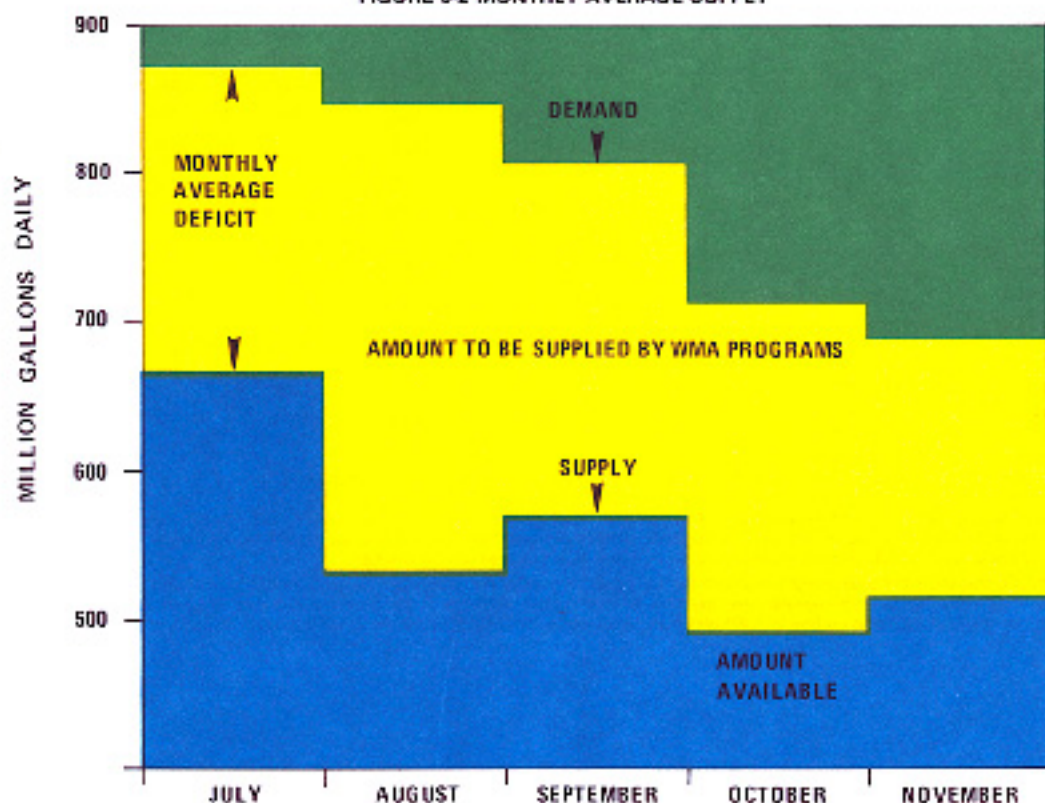 900
DEMAND
MONTHLY
AVERAGE
DEFICIT
800
700
AMOUNT TO BE SUPPLIED BY WMA PROGRAMS
600
SUPPLY
500
AMOUNT
AVAILABLE
MILLION GALLONS DAILY
JULY AUGUST SEPTEMBER OCTOBER NOVEMBER